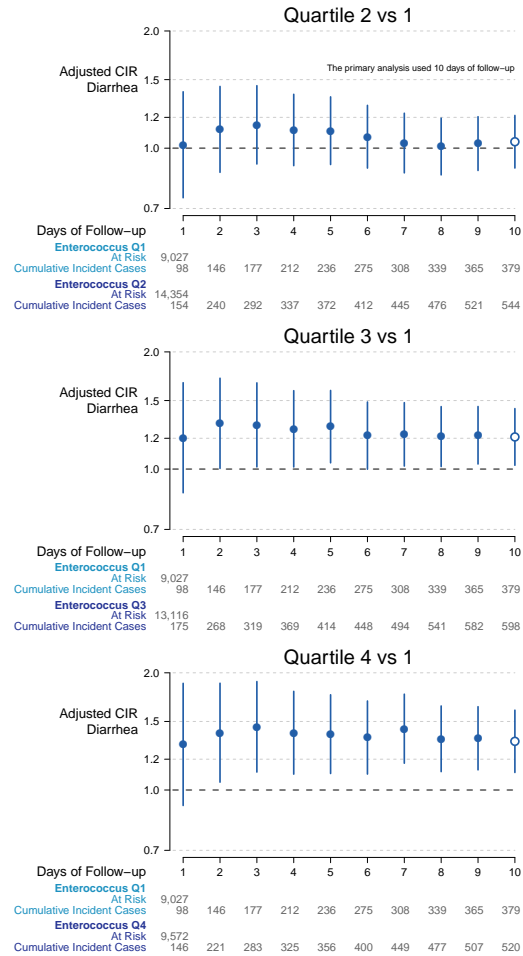 Quartile 2 vs 1
2.0
Adjusted CIR
Diarrhea
The primary analysis used 10 days of follow−up
1.5
1.2
1.0
0.7
Days of Follow−up 1 2 3 4 5 6 7 8 9 10
Enterococcus Q1
At Risk 9,027
Cumulative Incident Cases 98 146 177 212 236 275 308 339 365 379
Enterococcus Q2
At Risk 14,354
Cumulative Incident Cases 154 240 292 337 372 412 445 476 521 544
Quartile 3 vs 1
2.0
Adjusted CIR
Diarrhea
1.5
1.2
1.0
0.7
Days of Follow−up 1 2 3 4 5 6 7 8 9 10
Enterococcus Q1
At Risk 9,027
Cumulative Incident Cases 98 146 177 212 236 275 308 339 365 379
Enterococcus Q3
At Risk 13,116
Cumulative Incident Cases 175 268 319 369 414 448 494 541 582 598
Quartile 4 vs 1
2.0
Adjusted CIR
Diarrhea
1.5
1.2
1.0
0.7
Days of Follow−up 1 2 3 4 5 6 7 8 9 10
Enterococcus Q1
At Risk 9,027
Cumulative Incident Cases 98 146 177 212 236 275 308 339 365 379
Enterococcus Q4
At Risk 9,572
Cumulative Incident Cases 146 221 283 325 356 400 449 477 507 520